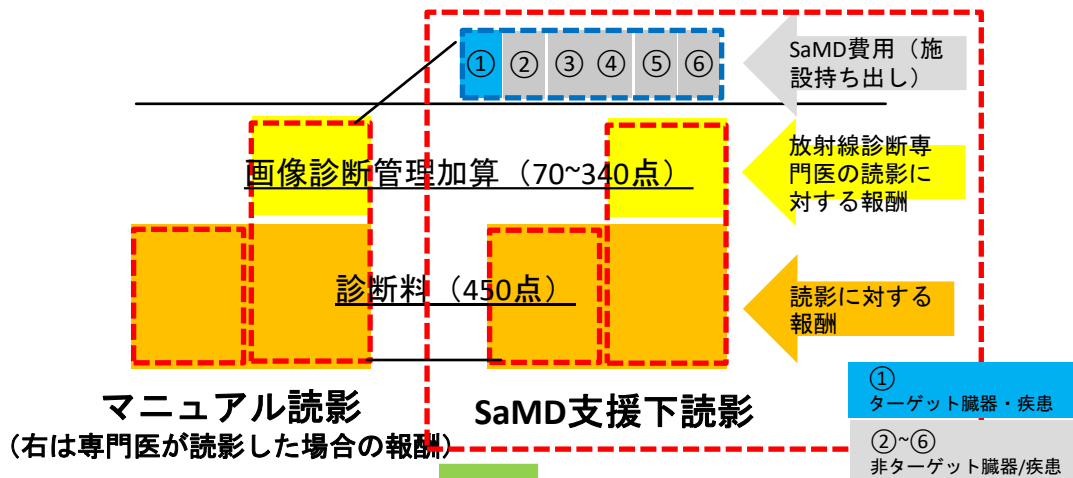 ① ② ③ ④ ⑤ ⑥
SaMD費用（施
設持ち出し）
画像診断管理加算（70~340点）
放射線診断専
門医の読影に
対する報酬
診断料（450点）
読影に対する
報酬
マニュアル読影
（右は専門医が読影した場合の報酬）
SaMD支援下読影
①
ターゲット臓器・疾患
②~⑥
非ターゲット臓器/疾患